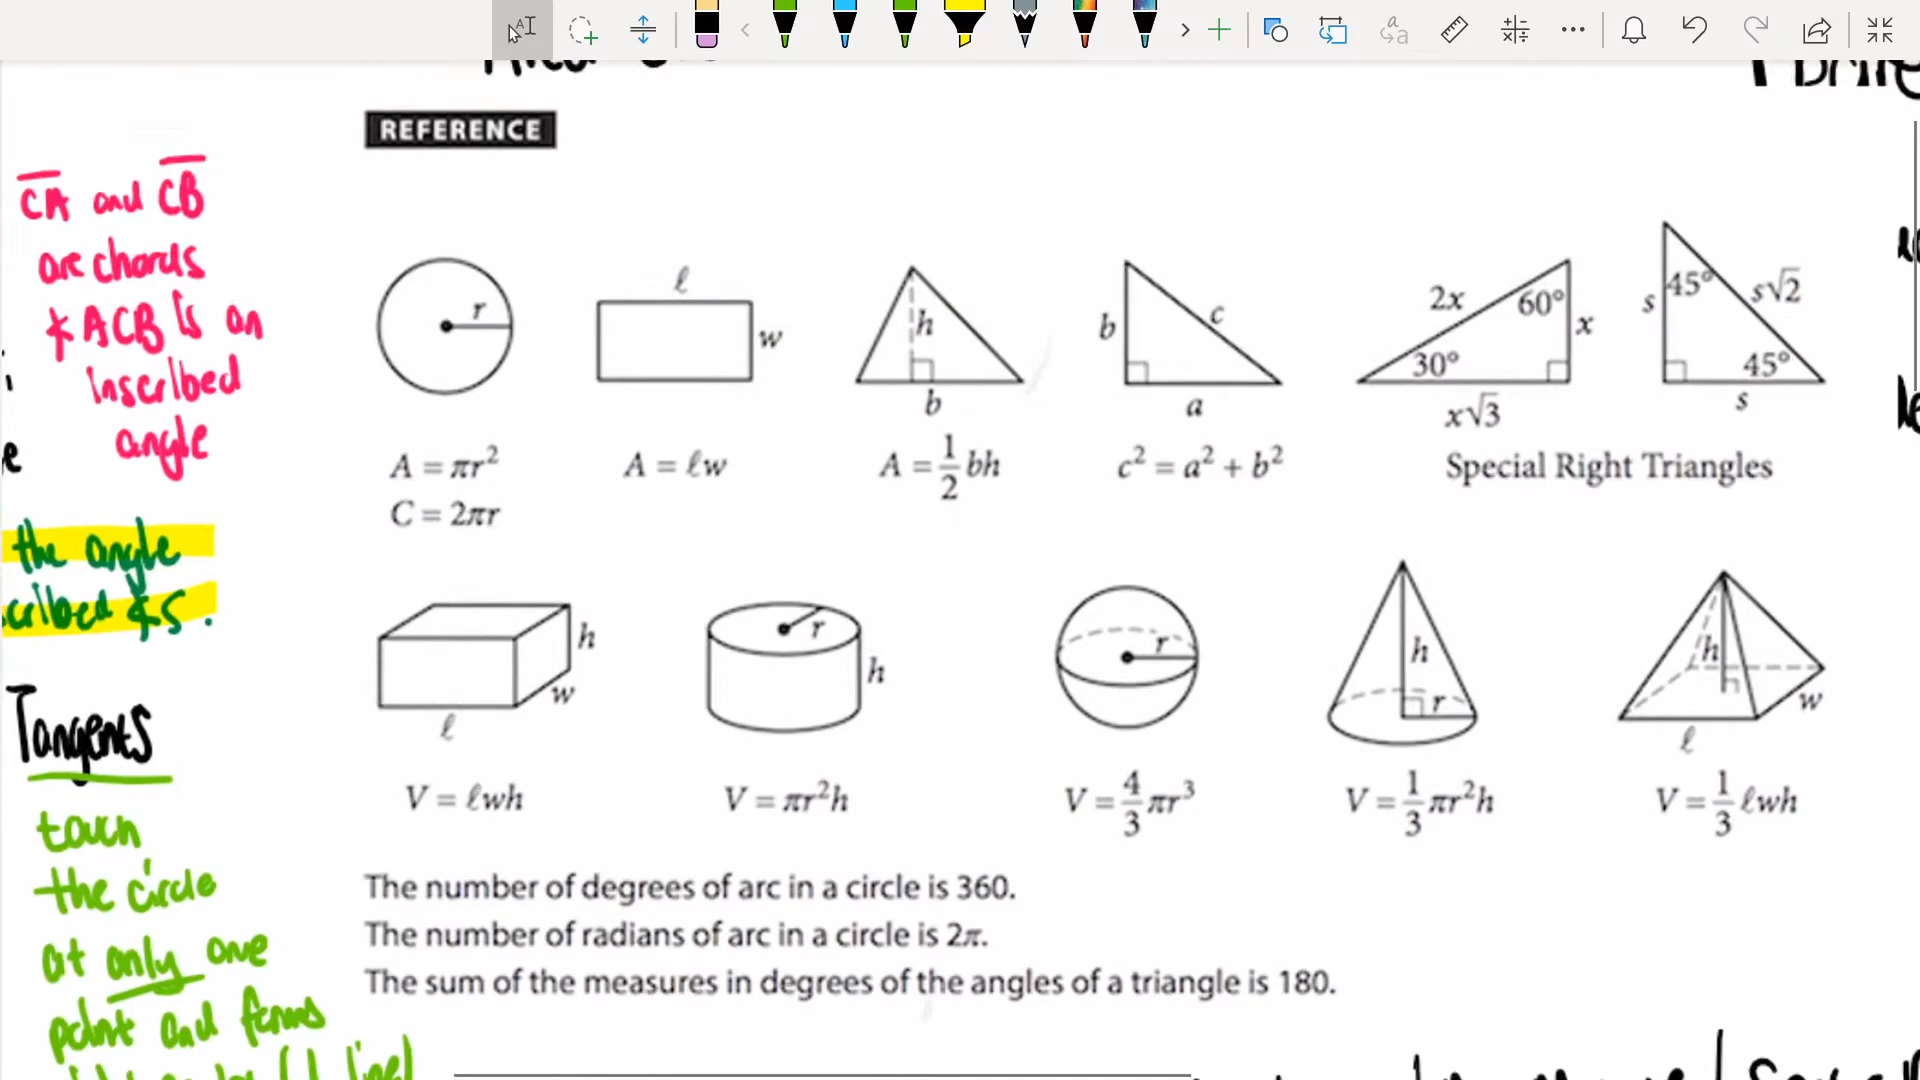 REFERENCE
CA and CB
are chords
∡ACB is an
inscribed
angle
the angle
scribed ∡s.
Tangents
touch
the circle
at only one
point and forms
r
ℓ
w
h
b
b
c
a
2x
60°
x
30°
x√3
s
45°
s√2
45°
s
A = πr²
C = 2πr
A = ℓw
A = 1/2 bh
c² = a² + b²
Special Right Triangles
h
w
ℓ
r
h
r
h
r
h
w
ℓ
V = ℓwh
V = πr²h
V = 4/3 πr³
V = 1/3 πr²h
V = 1/3 ℓwh
The number of degrees of arc in a circle is 360.
The number of radians of arc in a circle is 2π.
The sum of the measures in degrees of the angles of a triangle is 180.